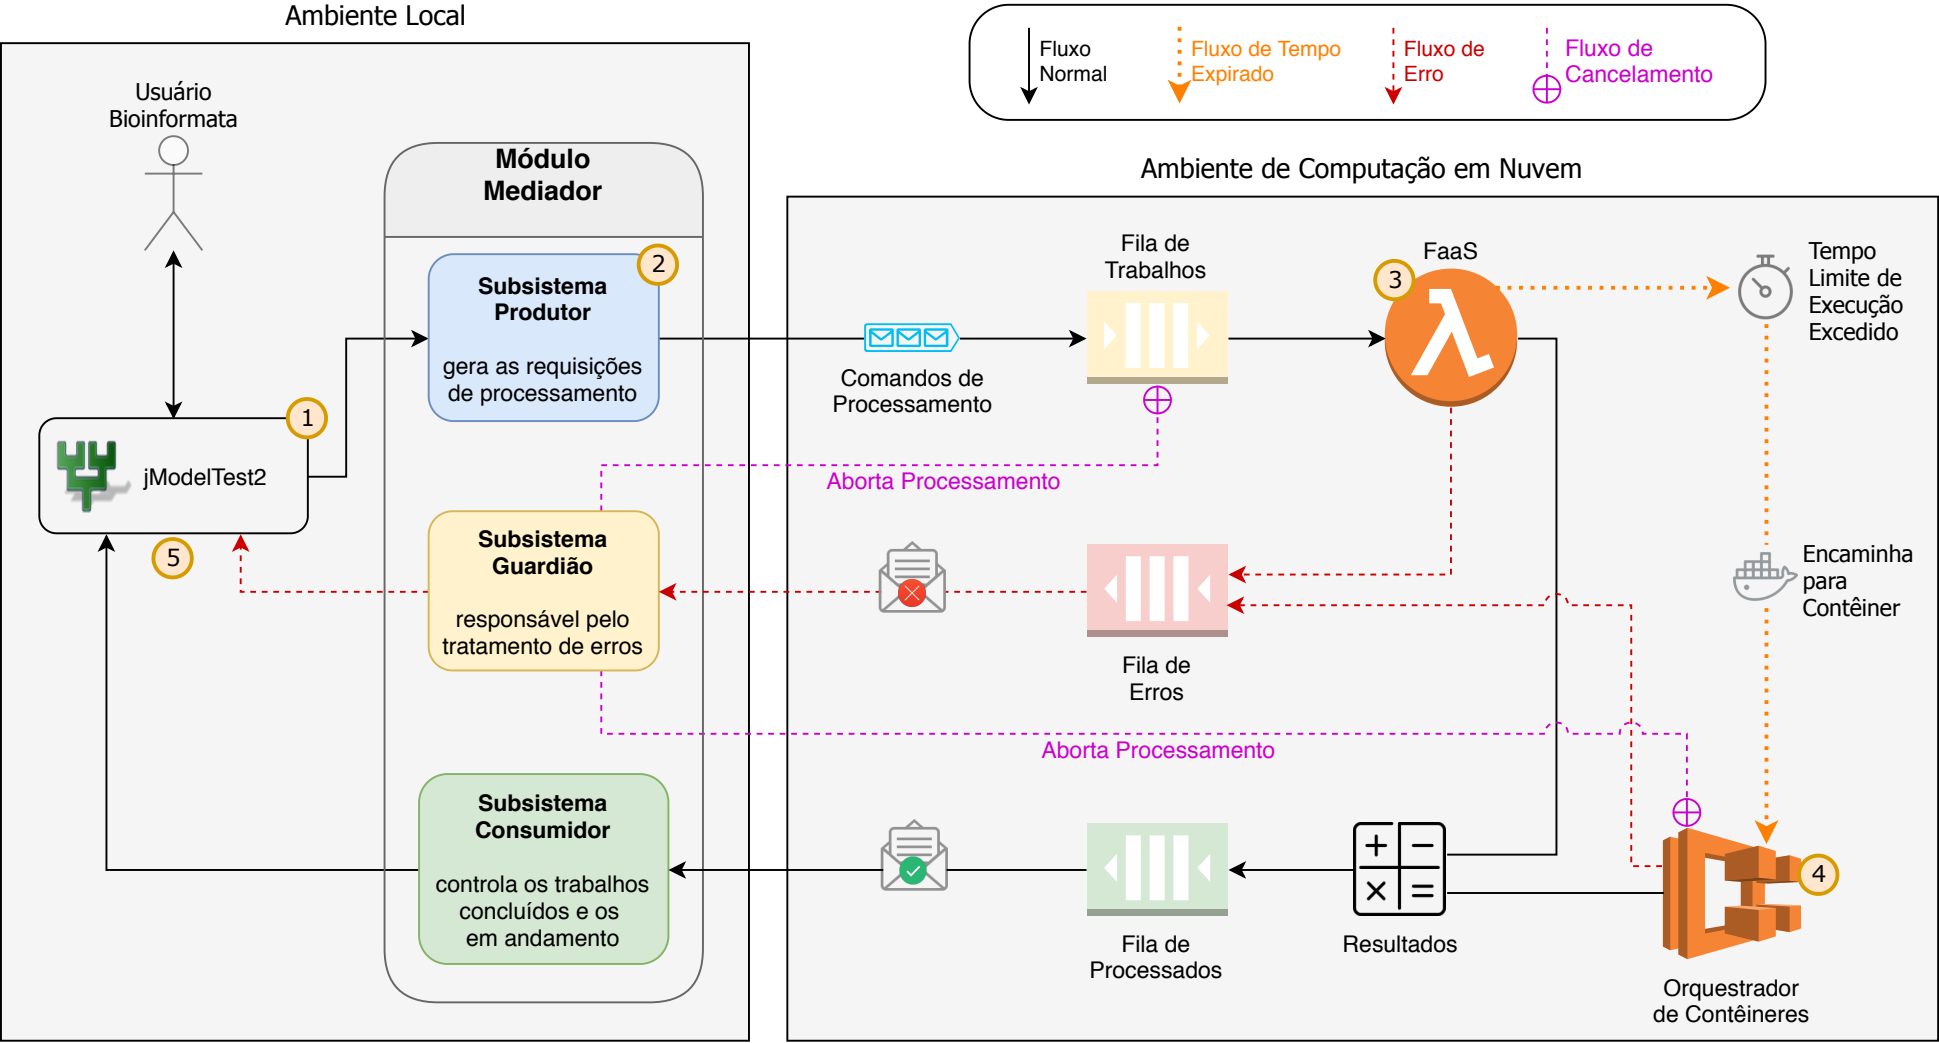 Ambiente Local
Fluxo
Normal
Fluxo de Tempo
Expirado
Fluxo de
Erro
Fluxo de
Cancelamento
Usuário
Bioinformata
Módulo
Mediador
Ambiente de Computação em Nuvem
1
jModelTest2
5
2
Subsistema
Produtor
gera as requisições
de processamento
Subsistema
Guardião
responsável pelo
tratamento de erros
Subsistema
Consumidor
controla os trabalhos
concluídos e os
em andamento
Comandos de
Processamento
Fila de
Trabalhos
FaaS
3
Tempo
Limite de
Execução
Excedido
Aborta Processamento
Fila de
Erros
Encaminha
para
Contêiner
Aborta Processamento
Fila de
Processados
Resultados
4
Orquestrador
de Contêineres